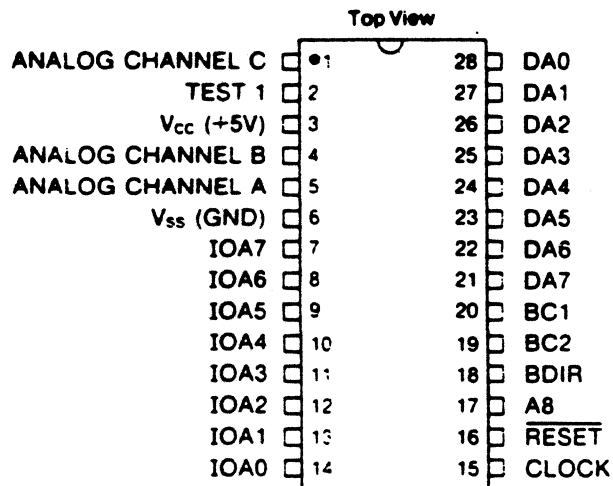 Top View
ANALOG CHANNEL C 1 28 DA0
TEST 1 2 27 DA1
Vcc (+5V) 3 26 DA2
ANALOG CHANNEL B 4 25 DA3
ANALOG CHANNEL A 5 24 DA4
Vss (GND) 6 23 DA5
IOA7 7 22 DA6
IOA6 8 21 DA7
IOA5 9 20 BC1
IOA4 10 19 BC2
IOA3 11 18 BDIR
IOA2 12 17 A8
IOA1 13 16 RESET
IOA0 14 15 CLOCK